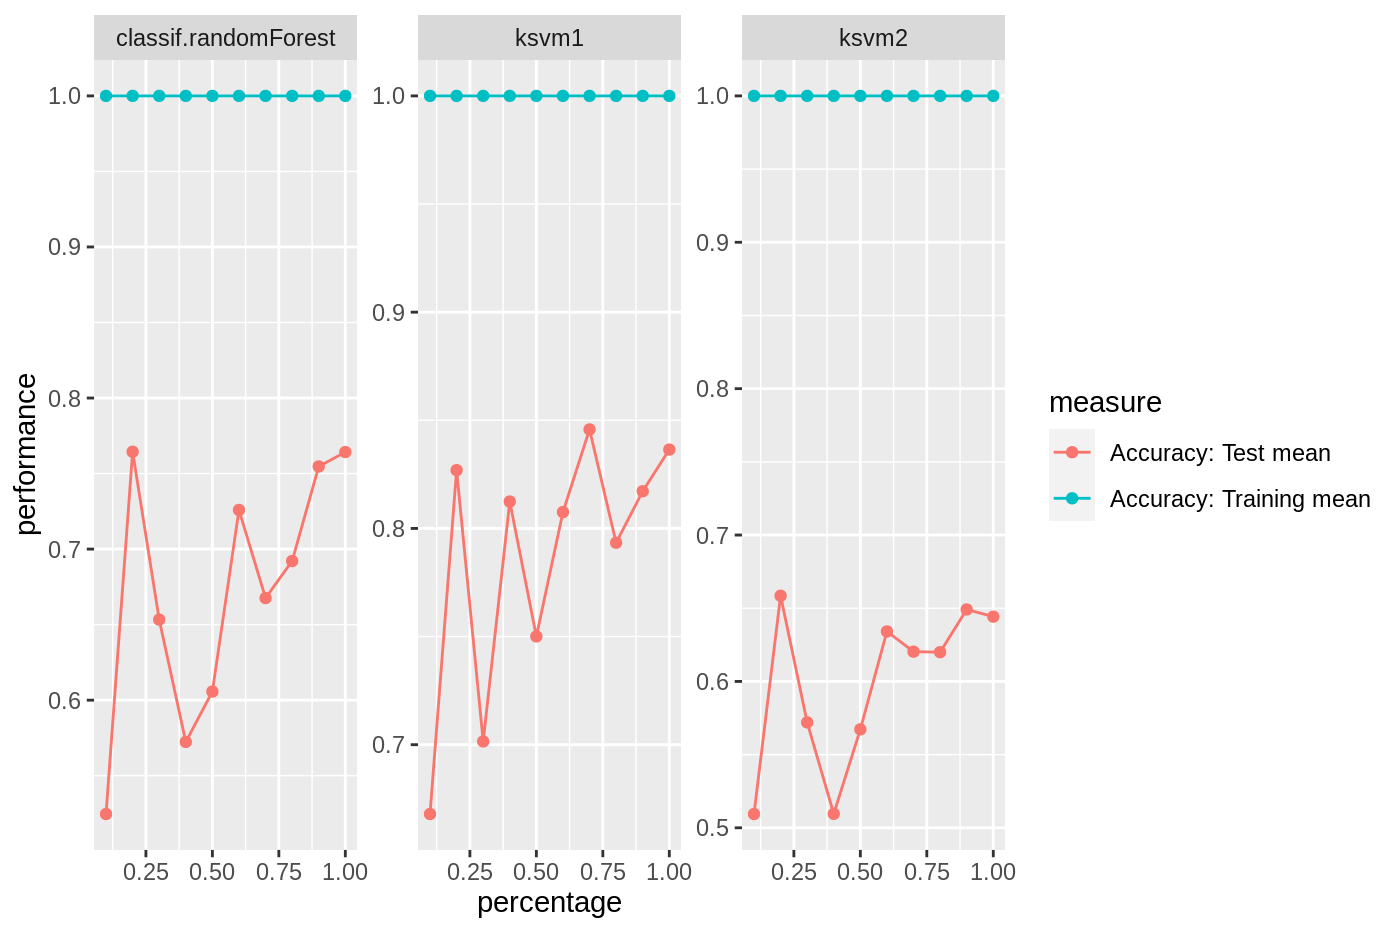 classif.randomForest
ksvm1
ksvm2
performance
1.0
0.9
0.8
0.7
0.6
1.0
0.9
0.8
0.7
1.0
0.9
0.8
0.7
0.6
0.5
0.25 0.50 0.75 1.00
0.25 0.50 0.75 1.00
0.25 0.50 0.75 1.00
percentage
measure
Accuracy: Test mean
Accuracy: Training mean